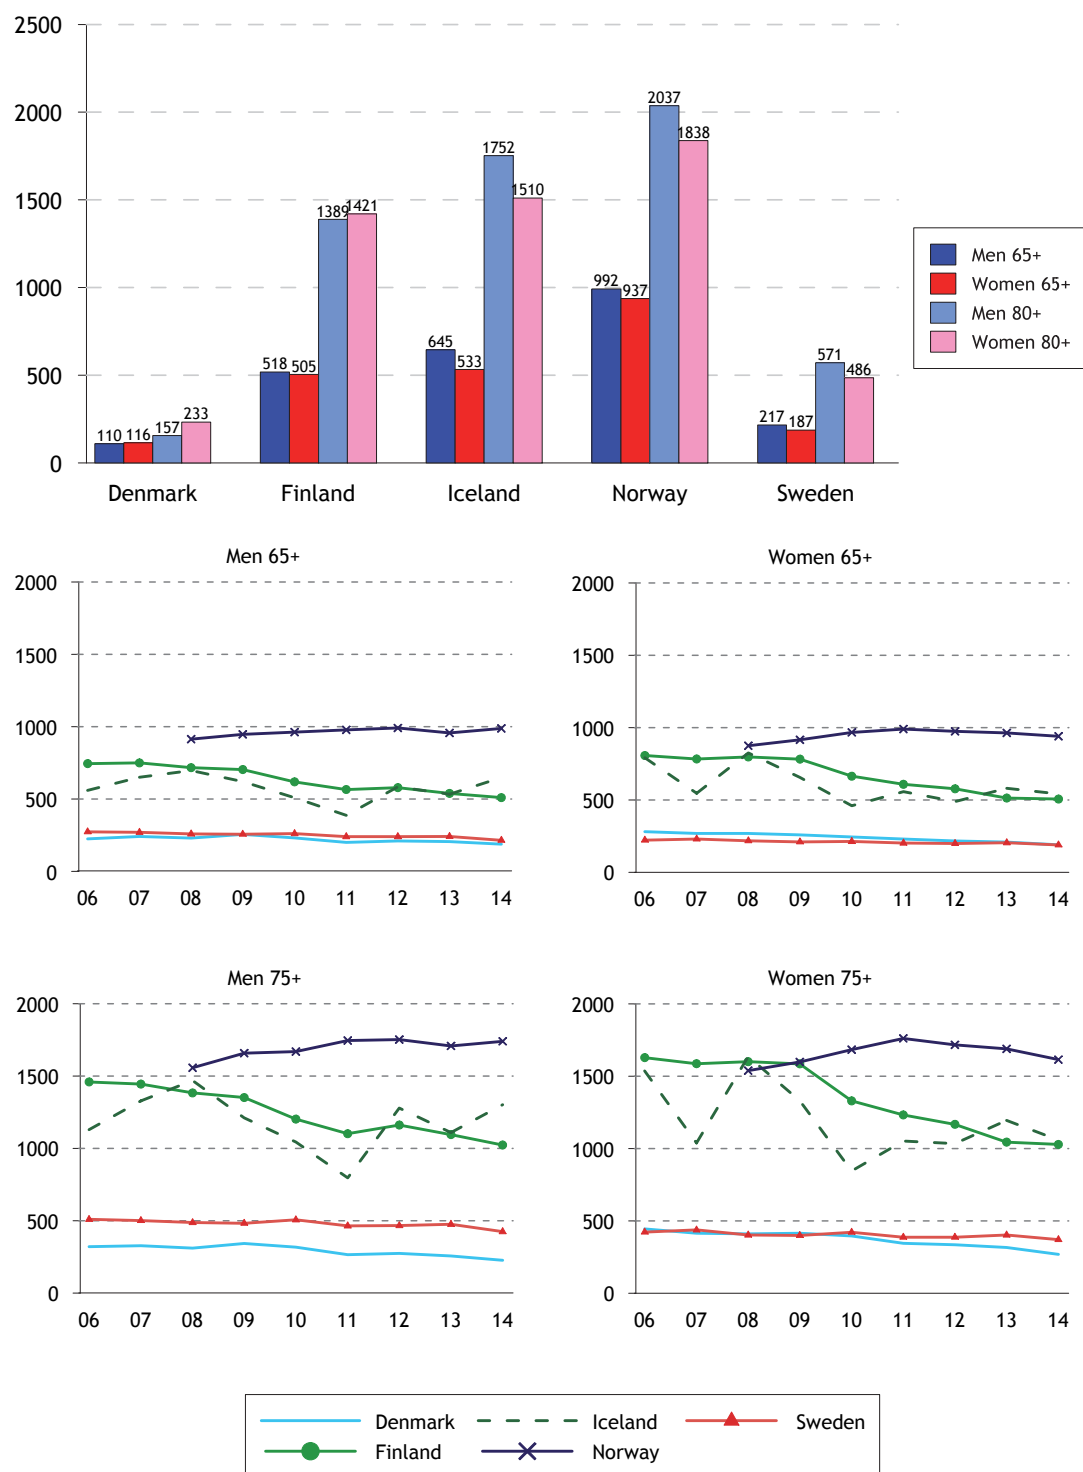 2500
2000
1500
1000
500
0
110 116 157 233
518 505 1389 1421
645 533 1752 1510
992 937 2037 1838
217 187 571 486
Denmark Finland Iceland Norway Sweden
Men 65+
Women 65+
Men 80+
Women 80+
Men 65+
2000
1500
1000
500
0
06 07 08 09 10 11 12 13 14
Women 65+
2000
1500
1000
500
0
06 07 08 09 10 11 12 13 14
Men 75+
2000
1500
1000
500
0
06 07 08 09 10 11 12 13 14
Women 75+
2000
1500
1000
500
0
06 07 08 09 10 11 12 13 14
Denmark Iceland Sweden
Finland Norway